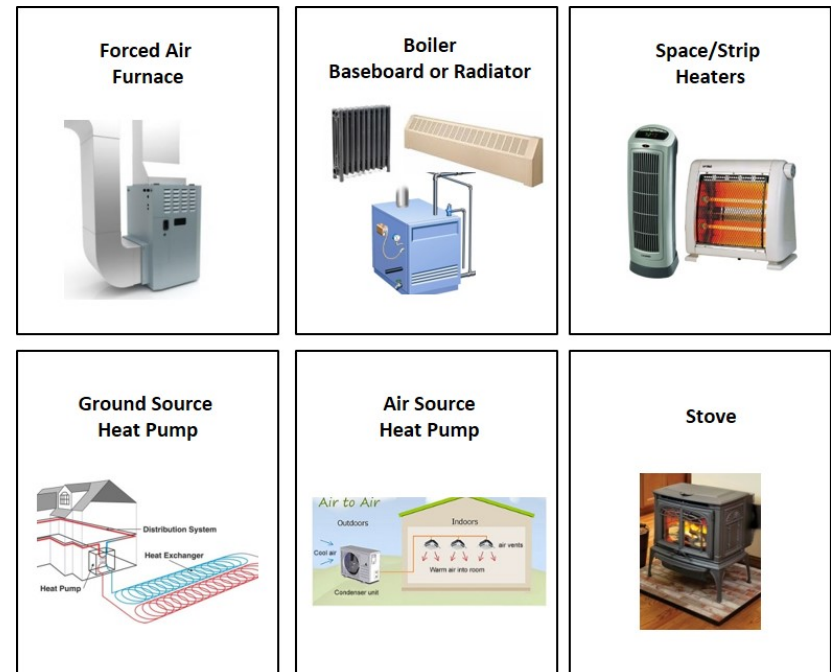 Forced Air
Furnace
Boiler
Baseboard or Radiator
Space/Strip
Heaters
Ground Source
Heat Pump
Distribution System
Heat Exchanger
Heat Pump
Air Source
Heat Pump
Air to Air
Outdoors
Indoors
Cool air
air vents
Warm air into room
Condenser unit
Stove